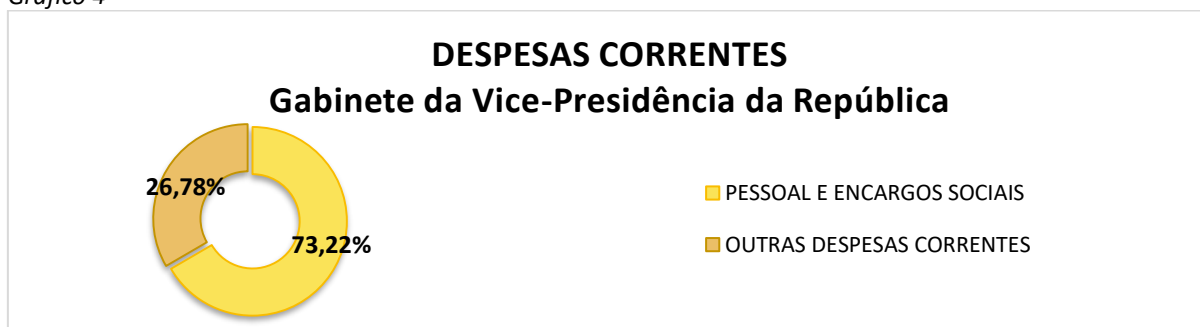 Gráfico 4
DESPESAS CORRENTES
Gabinete da Vice-Presidência da República
26,78%
73,22%
PESSOAL E ENCARGOS SOCIAIS
OUTRAS DESPESAS CORRENTES